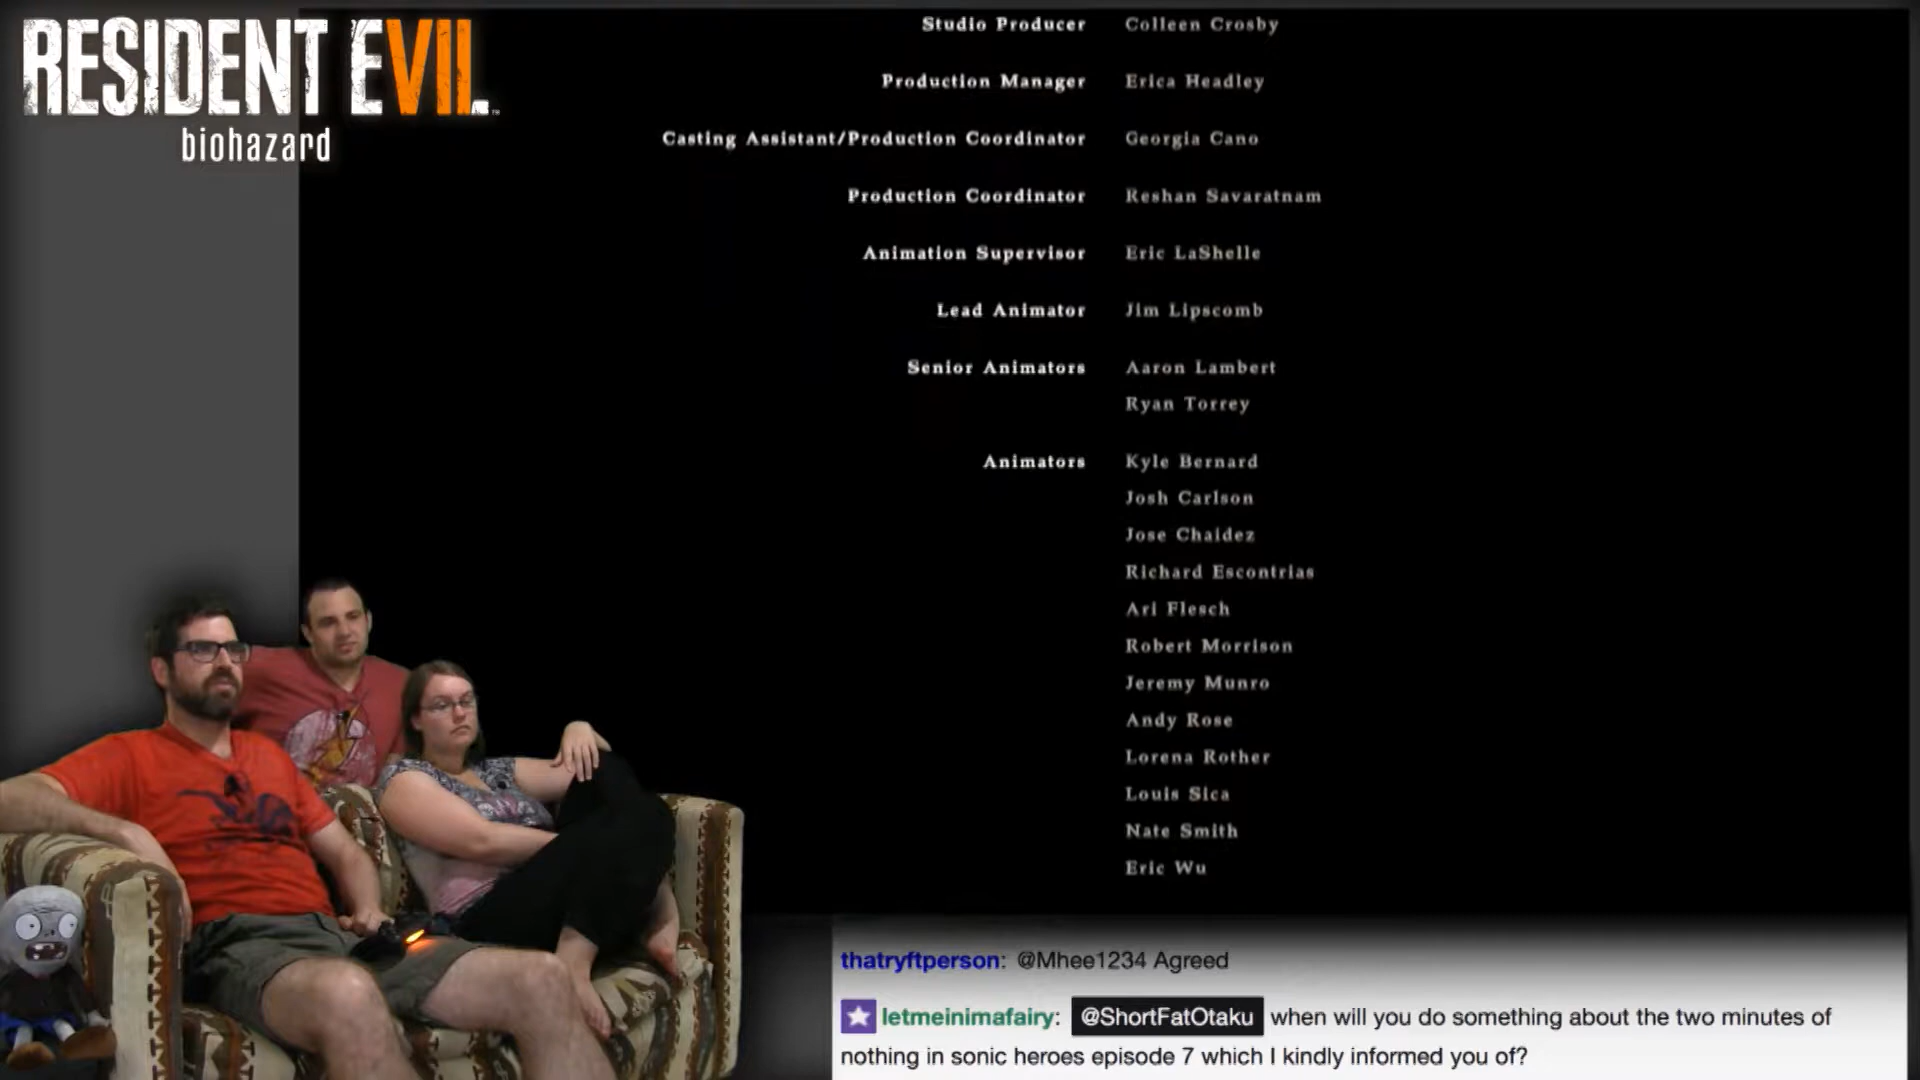 RESIDENT EVII.
biohazard
Studio Producer Colleen Crosby
Production Manager Erica Headley
Casting Assistant/Production Coordinator Georgia Cano
Production Coordinator Reshan Savaratnam
Animation Supervisor Eric LaShelle
Lead Animator Jim Lipscomb
Senior Animators Aaron Lambert
Ryan Torrey
Animators Kyle Bernard
Josh Carlson
Jose Chaidez
Richard Escontrias
Ari Flesch
Robert Morrison
Jeremy Munro
Andy Rose
Lorena Rother
Louis Sica
Nate Smith
Eric Wu
thatryftperson: @Mhee1234 Agreed
letmeinimafairy: @ShortFatOtaku when will you do something about the two minutes of
nothing in sonic heroes episode 7 which I kindly informed you of?